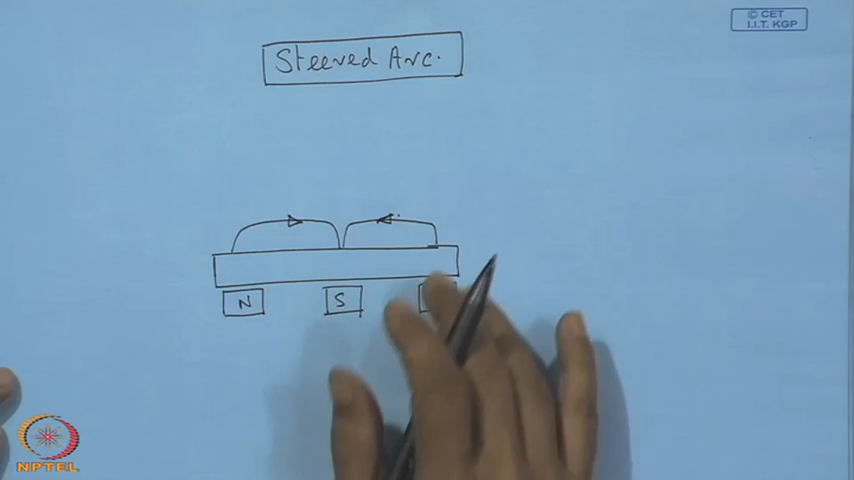 © CET
I.I.T. KGP
Steered Arc.
N S
NPTEL